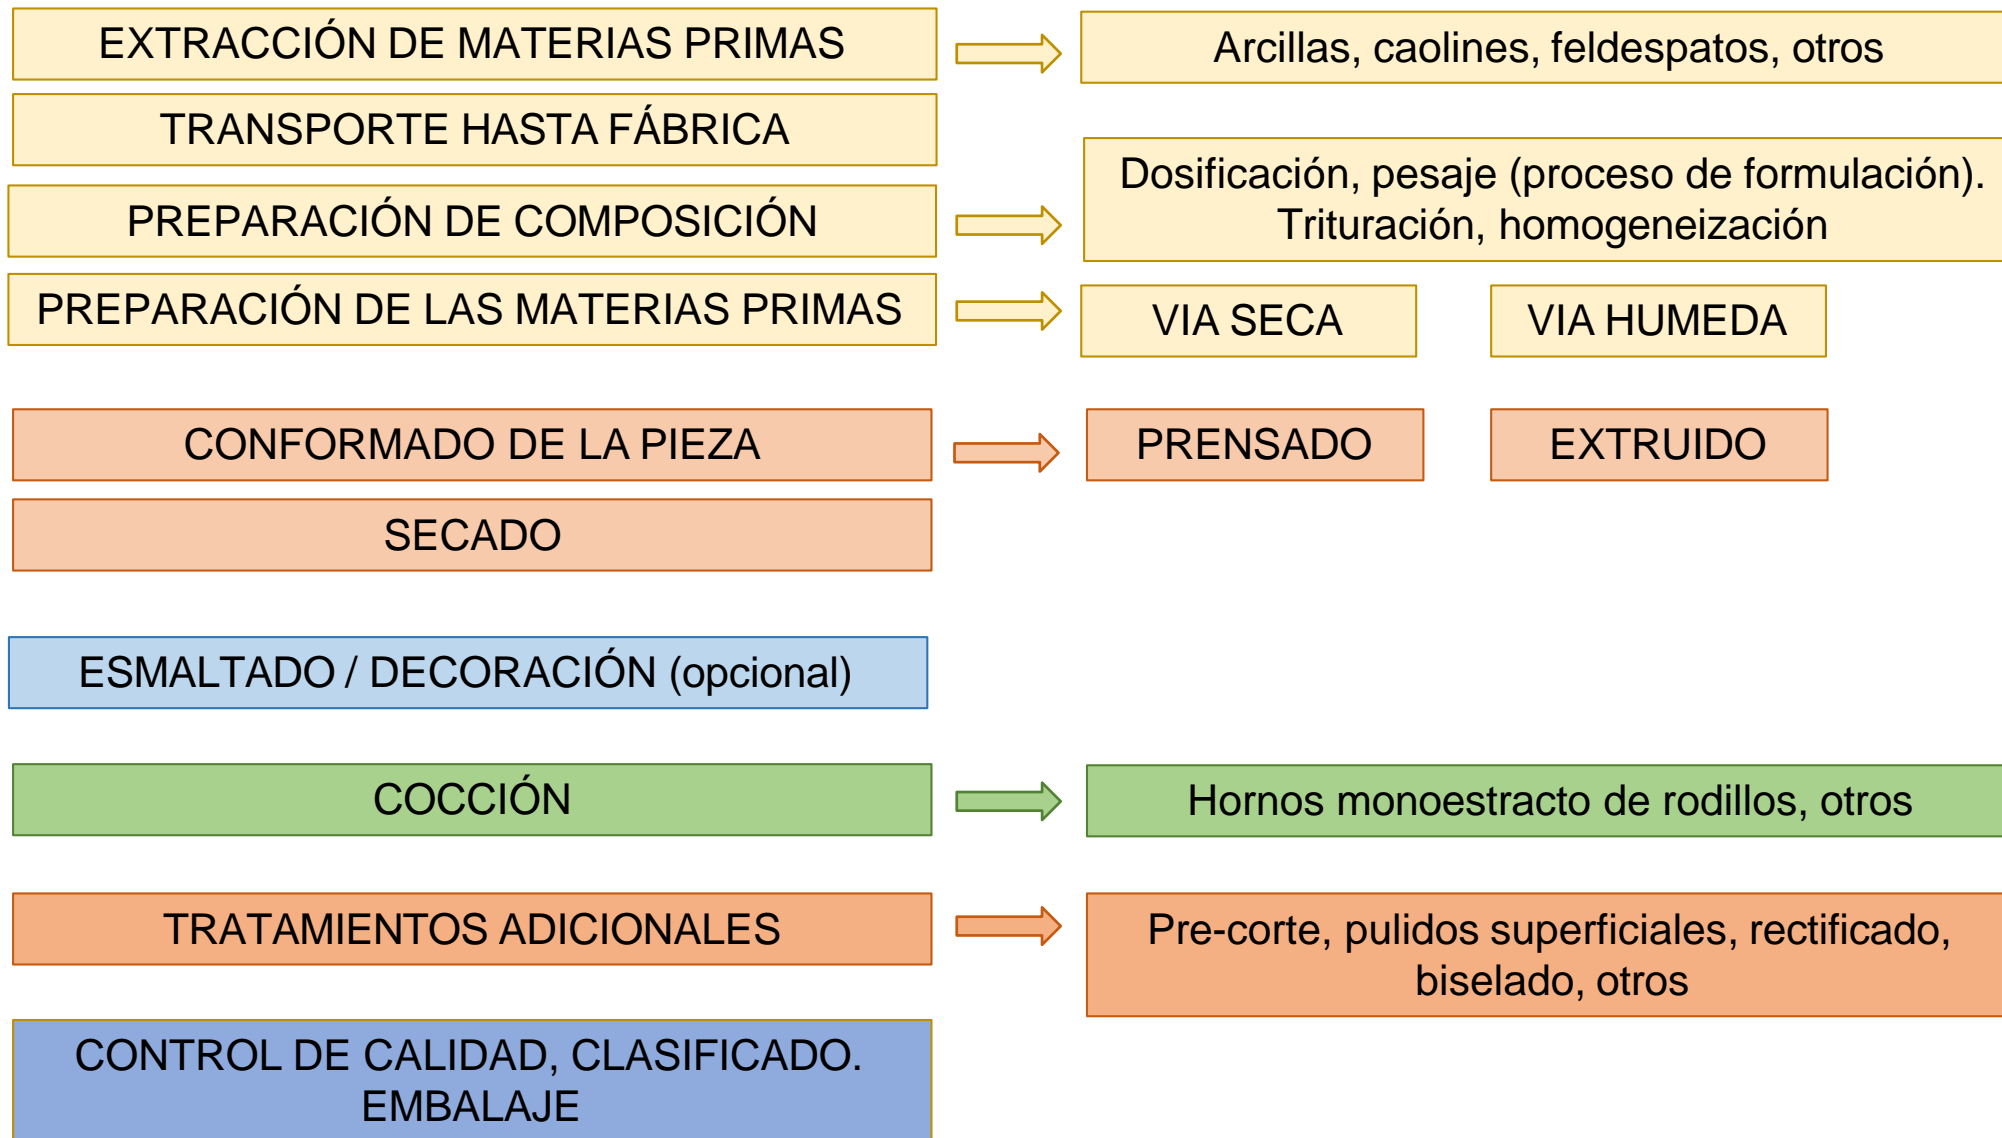 EXTRACCIÓN DE MATERIAS PRIMAS
Arcillas, caolines, feldespatos, otros
TRANSPORTE HASTA FÁBRICA
PREPARACIÓN DE COMPOSICIÓN
Dosificación, pesaje (proceso de formulación).
Trituración, homogeneización
PREPARACIÓN DE LAS MATERIAS PRIMAS
VIA SECA
VIA HUMEDA
CONFORMADO DE LA PIEZA
PRENSADO
EXTRUIDO
SECADO
ESMALTADO / DECORACIÓN (opcional)
COCCIÓN
Hornos monoestracto de rodillos, otros
TRATAMIENTOS ADICIONALES
Pre-corte, pulidos superficiales, rectificado,
biselado, otros
CONTROL DE CALIDAD, CLASIFICADO.
EMBALAJE